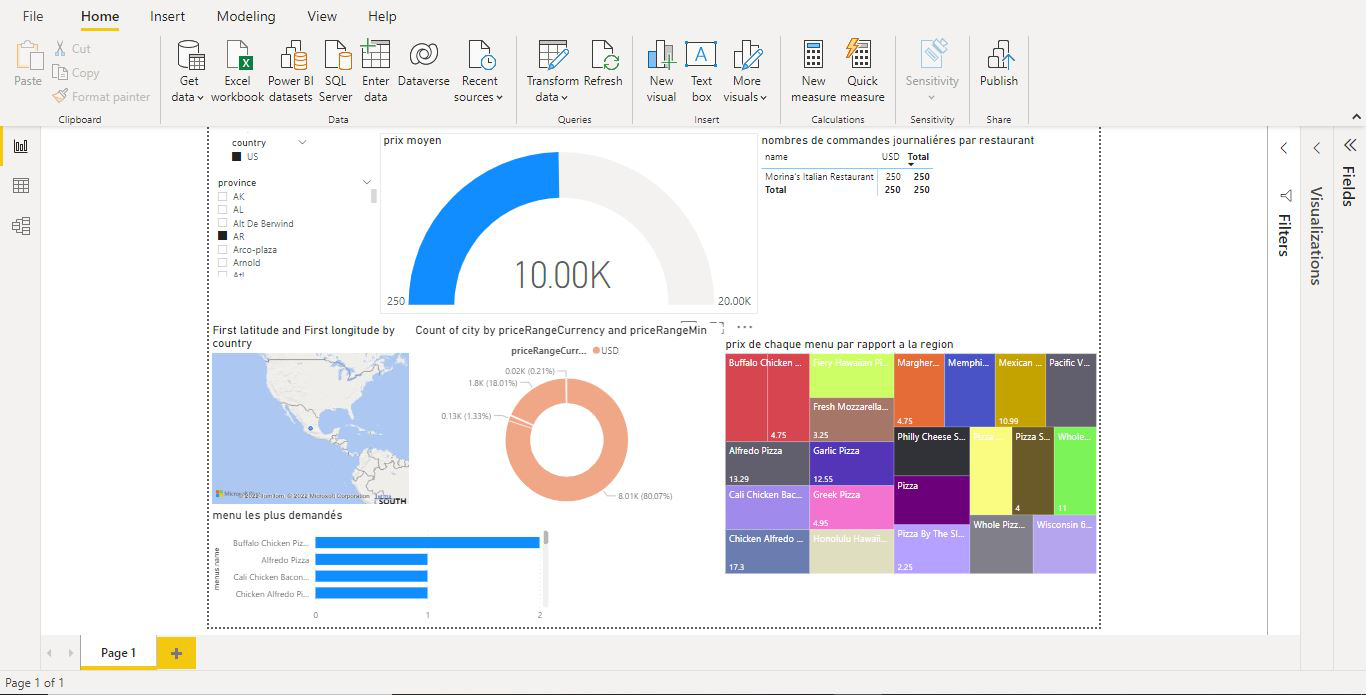 File Home Insert Modeling View Help
Paste
Cut
Copy
Format painter
Clipboard
Get data
Excel workbook
Power BI datasets
SQL Server
Enter data
Dataverse
Recent sources
Data
Transform data
Refresh
Queries
New visual
A
Text box
More visuals
Insert
New measure
Quick measure
Calculations
Sensitivity
Sensitivity
Publish
Share
country
US
province
AK
AL
Alt De Berwind
AR
Arco-plaza
Arnold
prix moyen
10.00K
250
20.00K
nombres de commandes journaliéres par restaurant
name USD Total
Morina's Italian Restaurant 250 250
Total 250 250
Filters
Visualizations
Fields
First latitude and First longitude by
country
© 2022 TomTom, © 2022 Microsoft Corporation Terms
SOUTH
Count of city by priceRangeCurrency and priceRangeMin
priceRangeCurr... USD
0.02K (0.21%)
1.8K (18.01%)
0.13K (1.33%)
8.01K (80.07%)
prix de chaque menu par rapport a la region
Buffalo Chicken ...
4.75
Fiery Hawaiian Pi...
Fresh Mozzarella...
3.25
Alfredo Pizza
13.29
Garlic Pizza
12.55
Cali Chicken Bac...
Greek Pizza
4.95
Chicken Alfredo ...
17.3
Honolulu Hawaii...
Margher...
4.75
Memphi...
Mexican ...
10.99
Pacific V...
Philly Cheese S...
Pizza
Pizza By The Sl...
2.25
Pizza ...
Pizza S...
4
Whole...
11
Whole Pizz...
Wisconsin 6...
menu les plus demandés
menus.name
Buffalo Chicken Piz...
Alfredo Pizza
Cali Chicken Bacon...
Chicken Alfredo Pi...
0 1 2
Page 1
Page 1 of 1